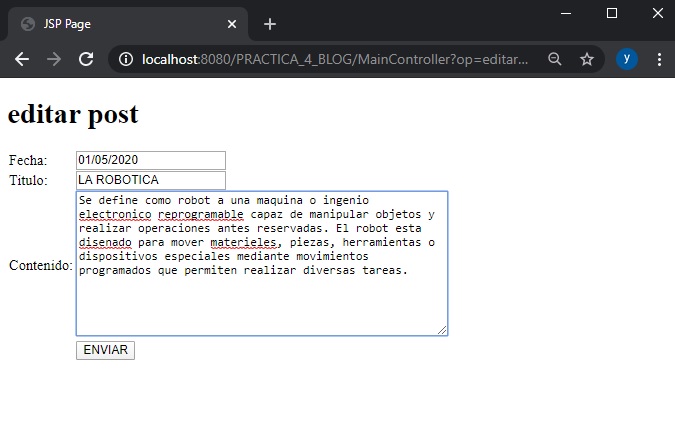 JSP Page
localhost:8080/PRACTICA_4_BLOG/MainController?op=editar...
y
editar post
Fecha: 01/05/2020
Titulo: LA ROBOTICA
Contenido:
Se define como robot a una maquina o ingenio
electronico reprogramable capaz de manipular objetos y
realizar operaciones antes reservadas. El robot esta
disenado para mover materieles, piezas, herramientas o
dispositivos especiales mediante movimientos
programados que permiten realizar diversas tareas.
ENVIAR